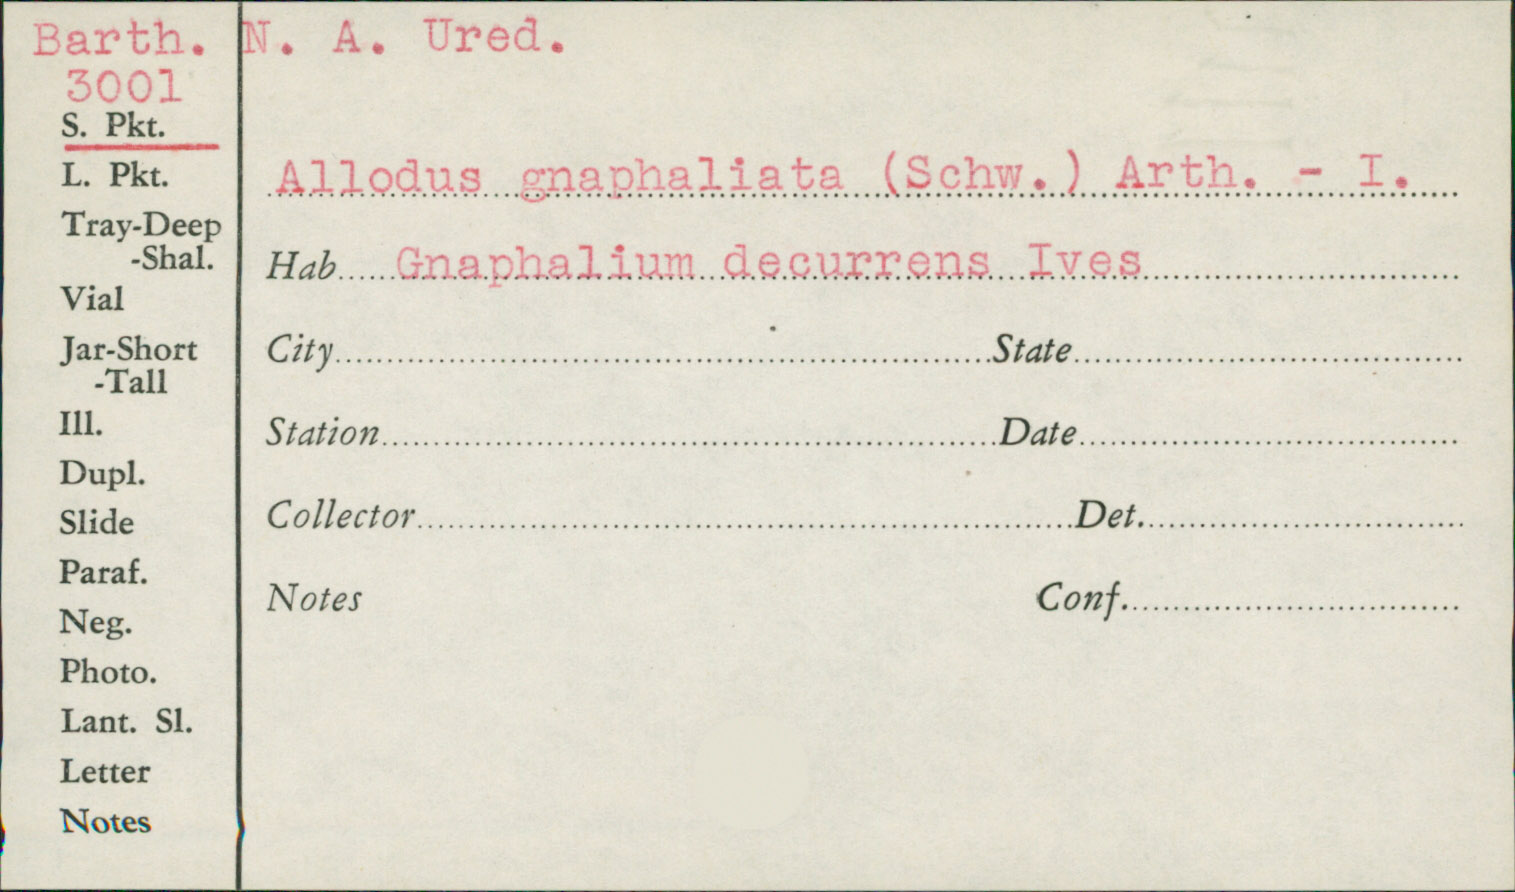 Barth. N. A. Ured.
3001
S. Pkt.
L. Pkt.
Tray-Deep
-Shal.
Vial
Jar-Short
-Tall
Ill.
Dupl.
Slide
Paraf.
Neg.
Photo.
Lant. Sl.
Letter
Notes
Allodus gnaphaliata (Schw.) Arth. - I.
Hab Gnaphalium decurrens Ives
City State
Station Date
Collector Det.
Notes Conf.